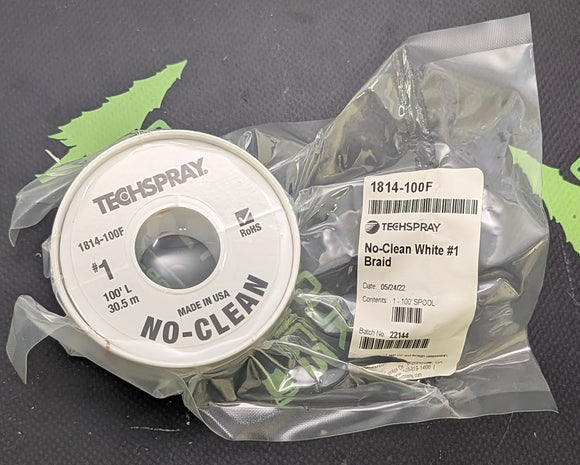 TECHSPRAY
1814-100F
RoHS
#1
100' L
30.5 m
MADE IN USA
NO-CLEAN
1814-100F
TECHSPRAY
No-Clean White #1
Braid
Date: 05/24/22
Contents: 1 - 100' SPOOL
Batch No. 22144